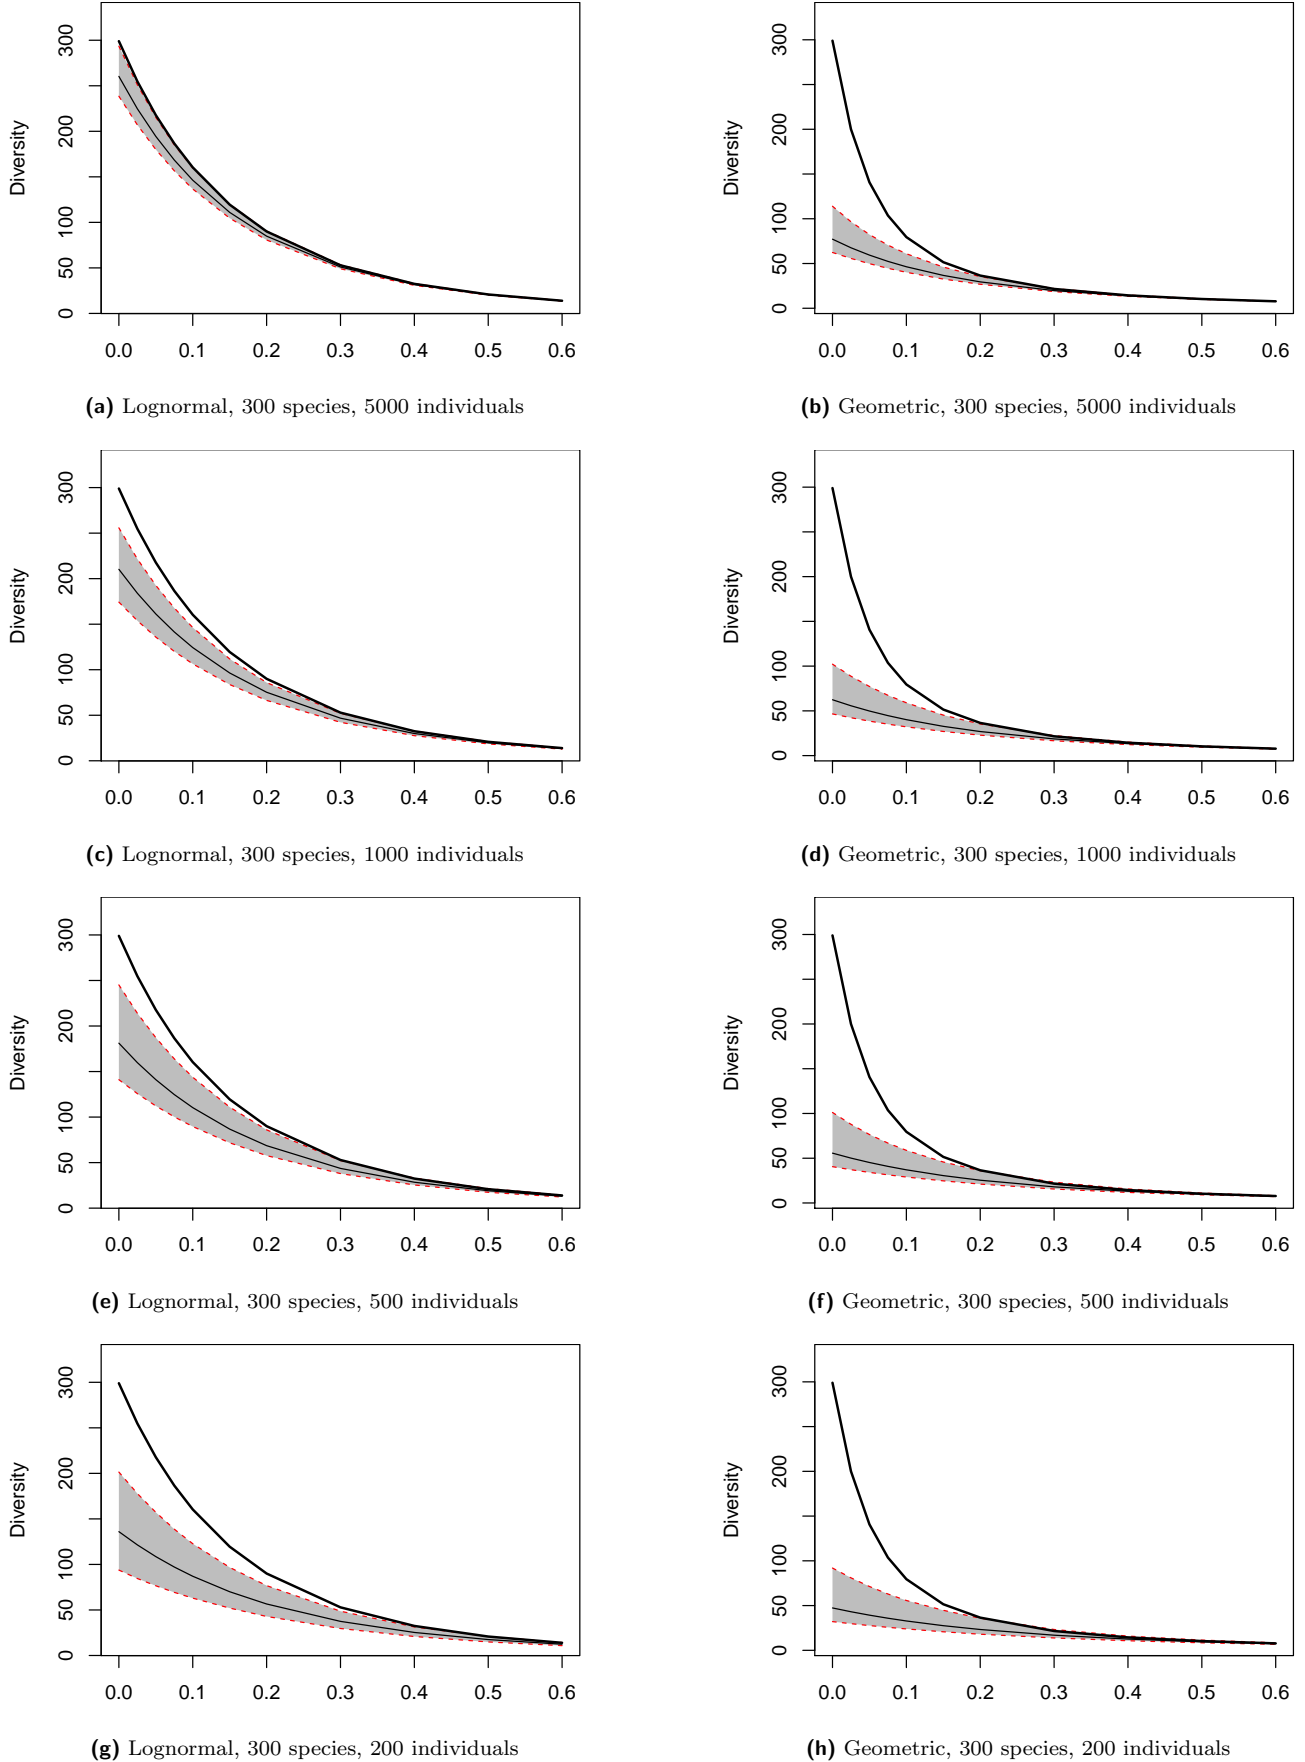 Diversity
0 50 100 200 300
0.0 0.1 0.2 0.3 0.4 0.5 0.6
(a) Lognormal, 300 species, 5000 individuals
Diversity
0 50 100 200 300
0.0 0.1 0.2 0.3 0.4 0.5 0.6
(b) Geometric, 300 species, 5000 individuals
Diversity
0 50 100 200 300
0.0 0.1 0.2 0.3 0.4 0.5 0.6
(c) Lognormal, 300 species, 1000 individuals
Diversity
0 50 100 200 300
0.0 0.1 0.2 0.3 0.4 0.5 0.6
(d) Geometric, 300 species, 1000 individuals
Diversity
0 50 100 200 300
0.0 0.1 0.2 0.3 0.4 0.5 0.6
(e) Lognormal, 300 species, 500 individuals
Diversity
0 50 100 200 300
0.0 0.1 0.2 0.3 0.4 0.5 0.6
(f) Geometric, 300 species, 500 individuals
Diversity
0 50 100 200 300
0.0 0.1 0.2 0.3 0.4 0.5 0.6
(g) Lognormal, 300 species, 200 individuals
Diversity
0 50 100 200 300
0.0 0.1 0.2 0.3 0.4 0.5 0.6
(h) Geometric, 300 species, 200 individuals